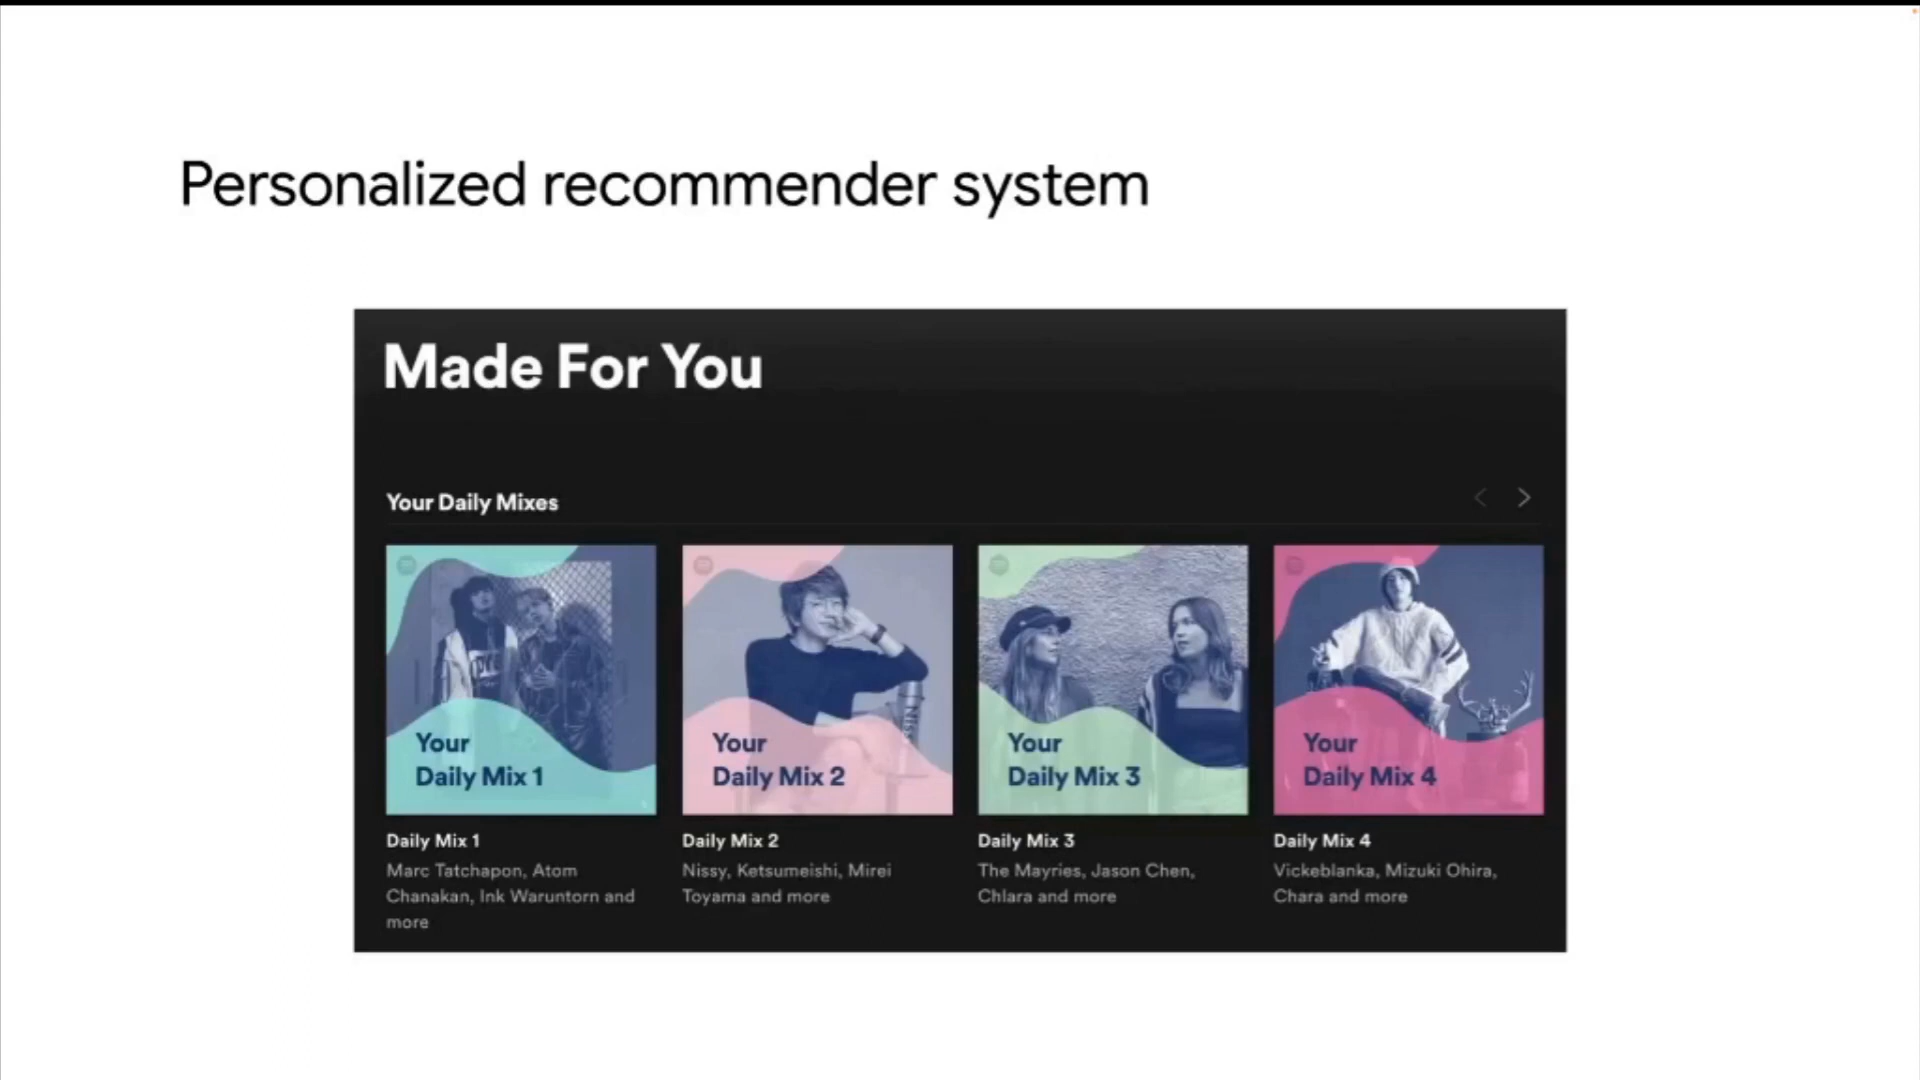 Personalized recommender system
Made For You
Your Daily Mixes
Your
Daily Mix 1
Your
Daily Mix 2
Your
Daily Mix 3
Your
Daily Mix 4
Daily Mix 1
Marc Tatchapon, Atom
Chanakan, Ink Waruntorn and
more
Daily Mix 2
Nissy, Ketsumeishi, Mirei
Toyama and more
Daily Mix 3
The Mayries, Jason Chen,
Chlara and more
Daily Mix 4
Vickeblanka, Mizuki Ohira,
Chara and more